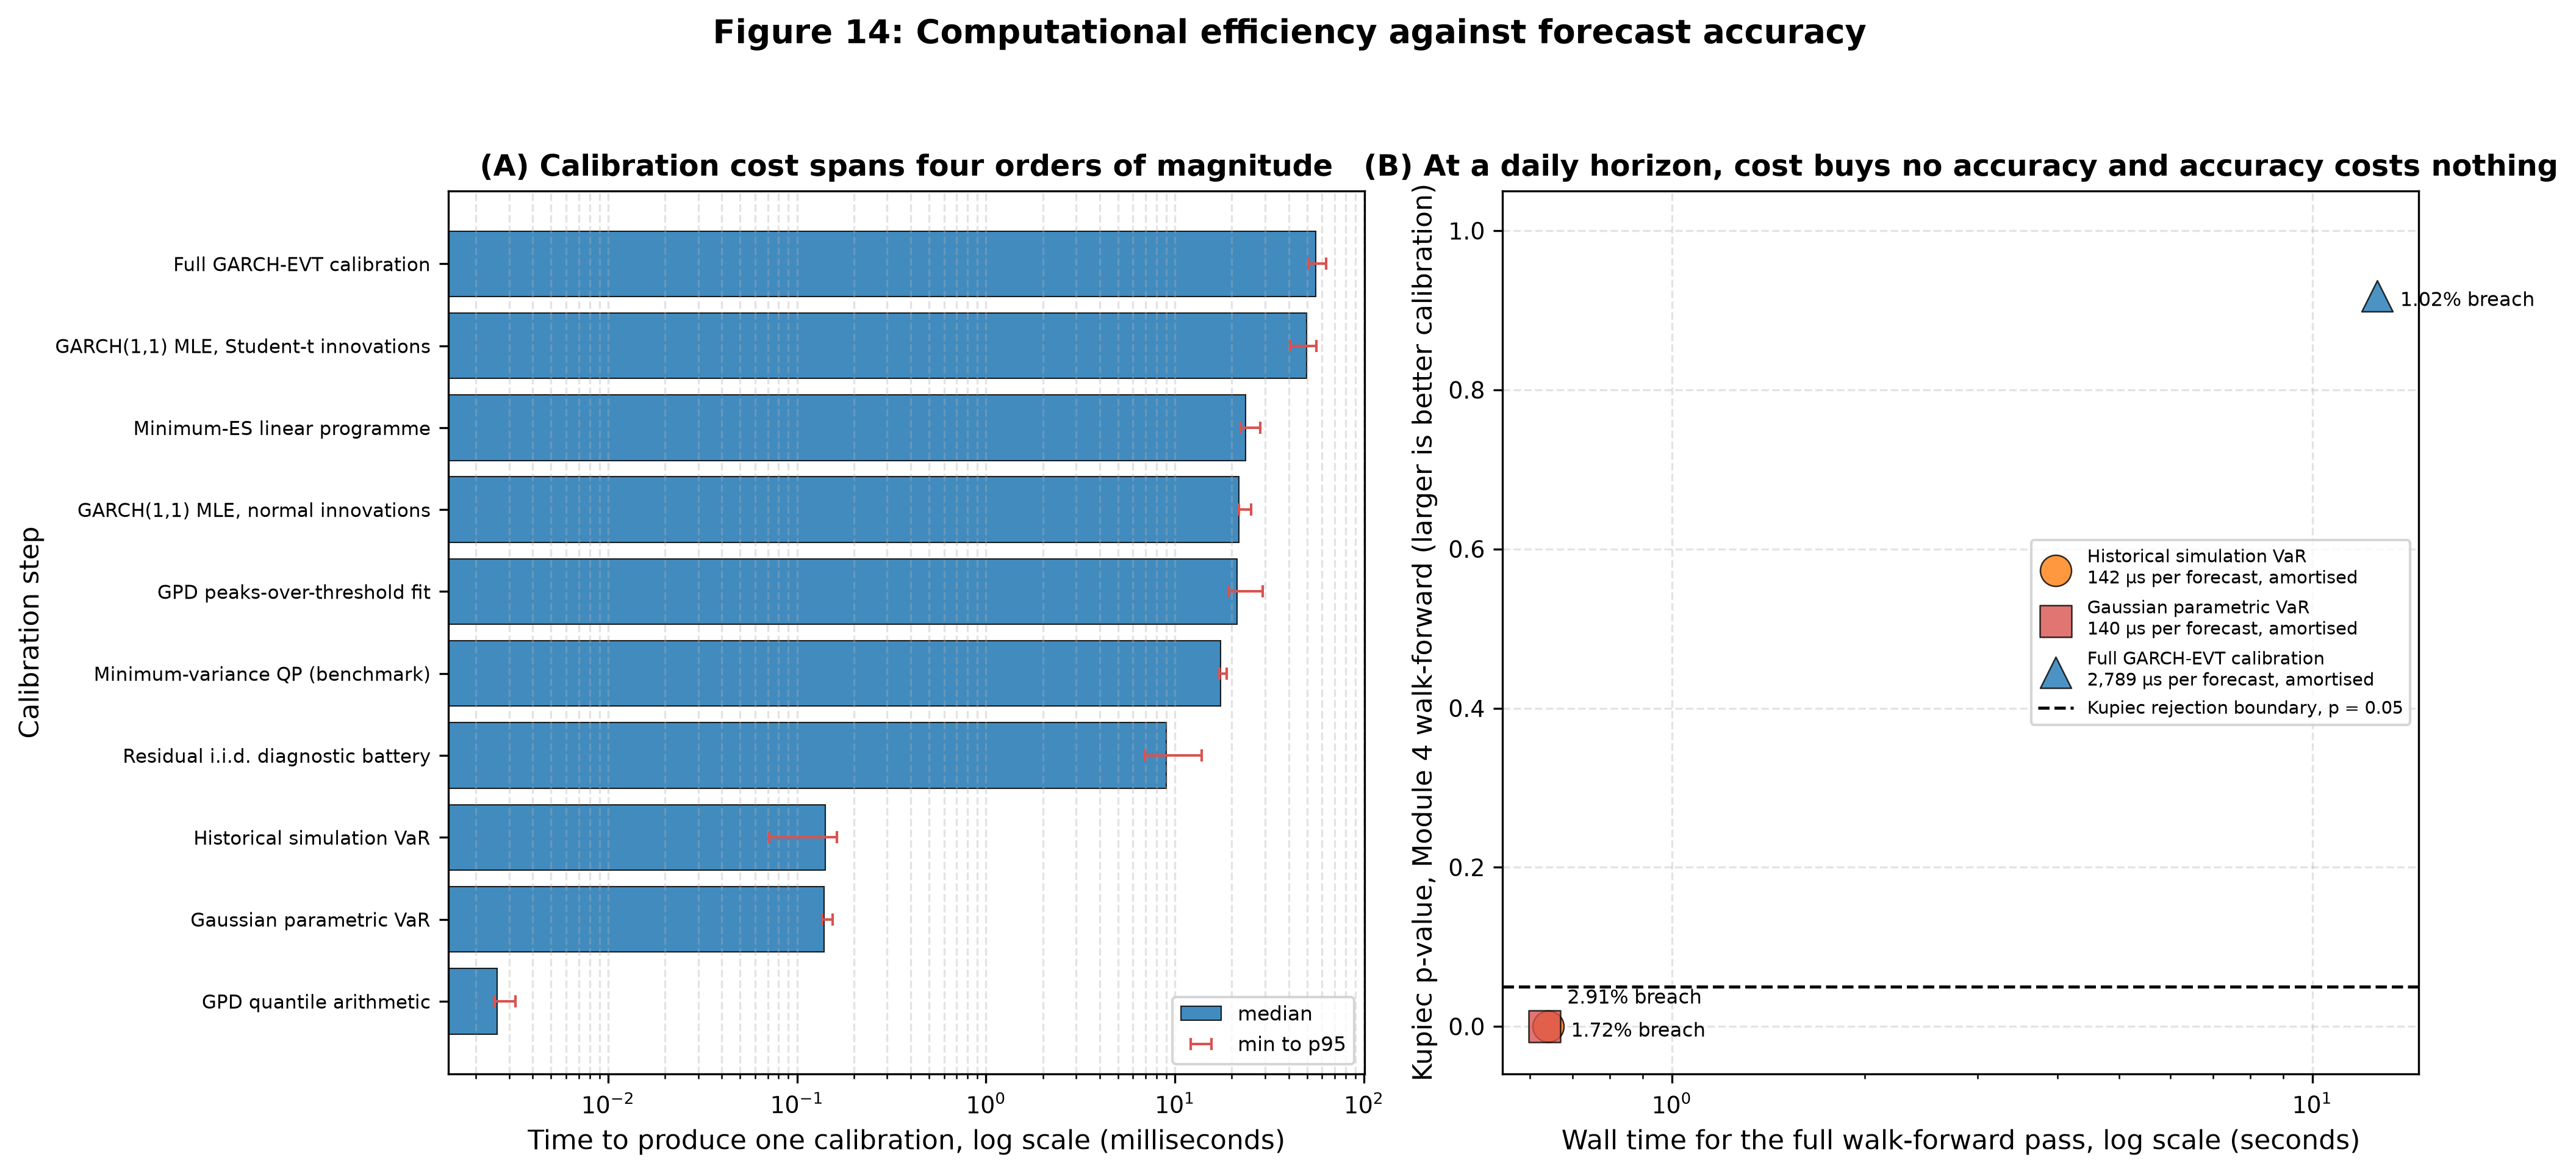 Figure 14: Computational efficiency against forecast accuracy
(A) Calibration cost spans four orders of magnitude
Calibration step
Full GARCH-EVT calibration
GARCH(1,1) MLE, Student-t innovations
Minimum-ES linear programme
GARCH(1,1) MLE, normal innovations
GPD peaks-over-threshold fit
Minimum-variance QP (benchmark)
Residual i.i.d. diagnostic battery
Historical simulation VaR
Gaussian parametric VaR
GPD quantile arithmetic
median
min to p95
10⁻² 10⁻¹ 10⁰ 10¹ 10²
Time to produce one calibration, log scale (milliseconds)
(B) At a daily horizon, cost buys no accuracy and accuracy costs nothing
Kupiec p-value, Module 4 walk-forward (larger is better calibration)
1.0
0.8
0.6
0.4
0.2
0.0
1.02% breach
Historical simulation VaR
142 µs per forecast, amortised
Gaussian parametric VaR
140 µs per forecast, amortised
Full GARCH-EVT calibration
2,789 µs per forecast, amortised
Kupiec rejection boundary, p = 0.05
2.91% breach
1.72% breach
10⁰ 10¹
Wall time for the full walk-forward pass, log scale (seconds)